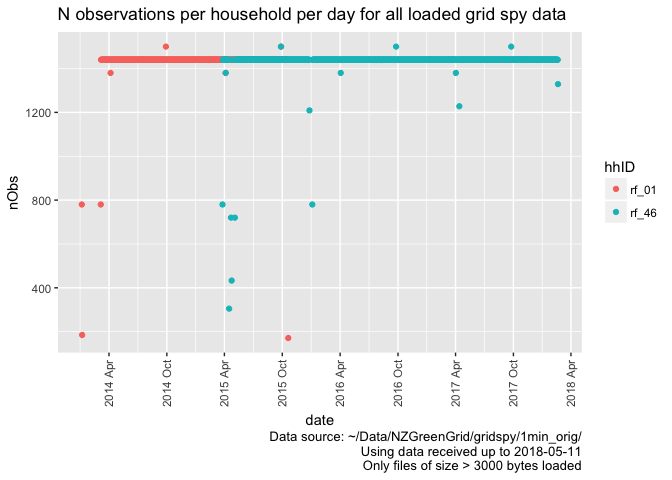 N observations per household per day for all loaded grid spy data
nObs
1200
800
400
2014 Apr
2014 Oct
2015 Apr
2015 Oct
2016 Apr
2016 Oct
2017 Apr
2017 Oct
2018 Apr
date
hhID
rf_01
rf_46
Data source: ~/Data/NZGreenGrid/gridspy/1min_orig/
Using data received up to 2018-05-11
Only files of size > 3000 bytes loaded